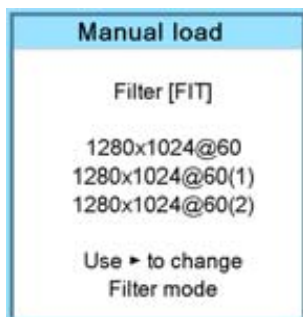 Manual load
Filter [FIT]
1280x1024@60
1280x1024@60(1)
1280x1024@60(2)
Use ► to change
Filter mode